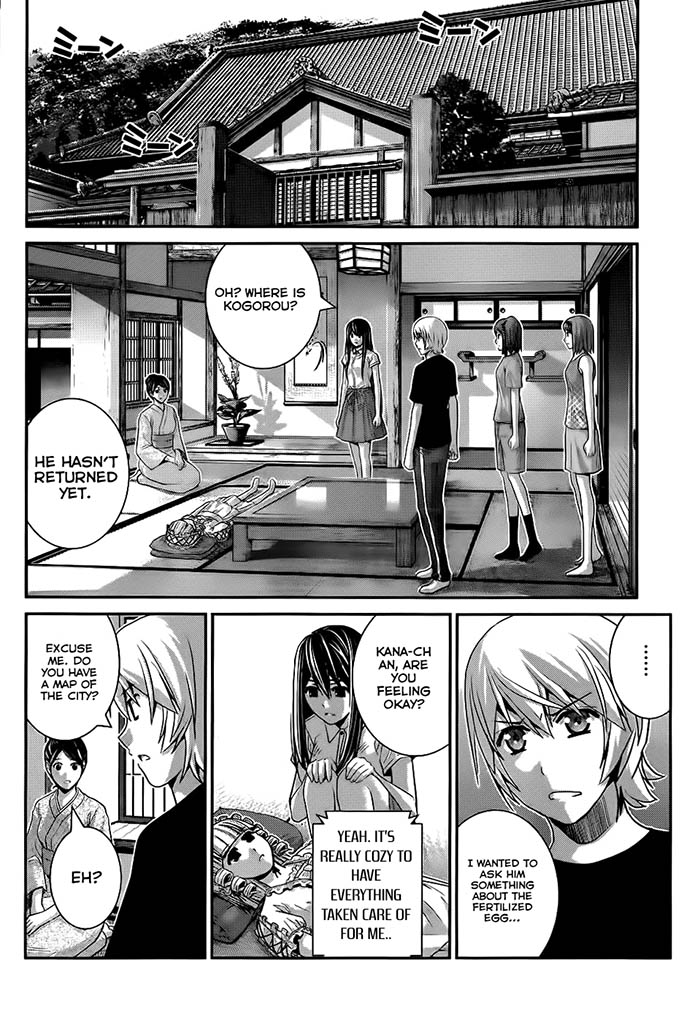 ミーン
ミーン
ミーン
OH? WHERE IS
KOGOROU?
HE HASN'T
RETURNED
YET.
......
I WANTED TO
ASK HIM
SOMETHING
ABOUT THE
FERTILIZED
EGG...
KANA-CH
AN, ARE
YOU
FEELING
OKAY?
YEAH. IT'S
REALLY COZY TO
HAVE
EVERYTHING
TAKEN CARE OF
FOR ME..
EXCUSE
ME. DO
YOU HAVE
A MAP OF
THE CITY?
EH?